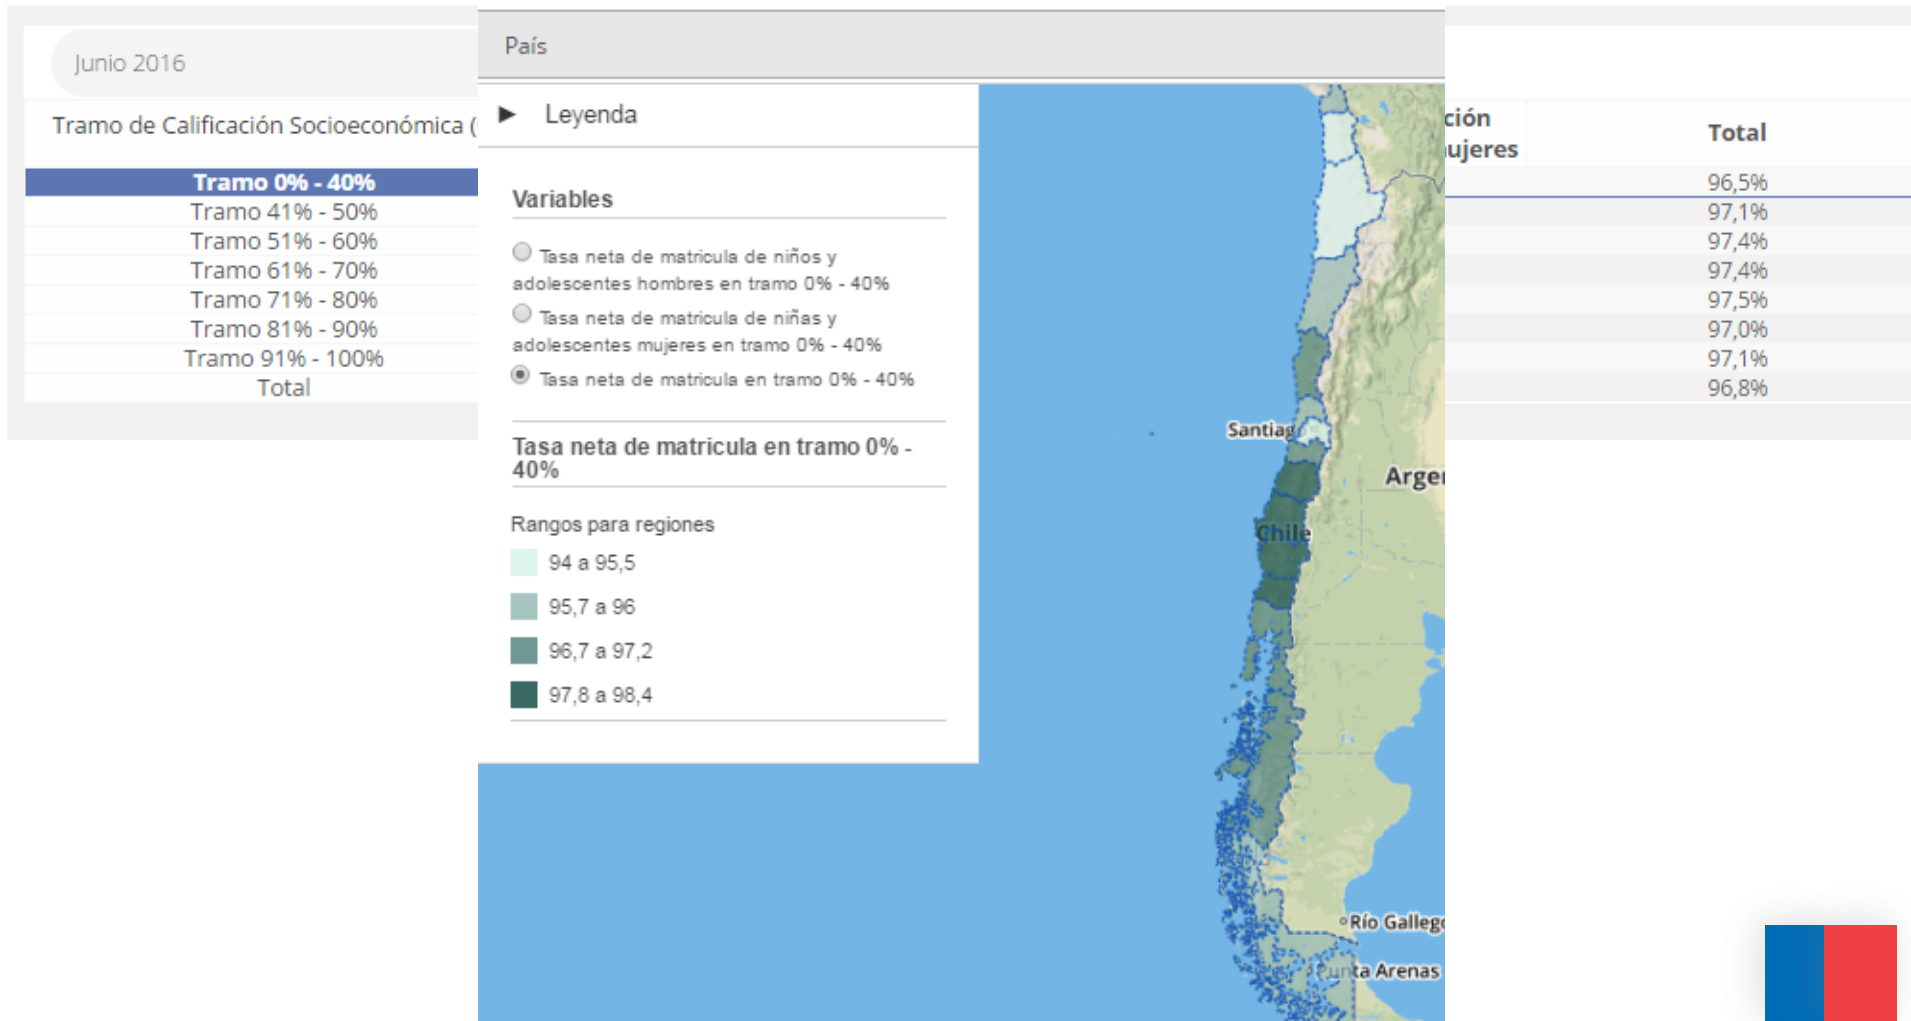 Junio 2016
Tramo de Calificación Socioeconómica (
Tramo 0% - 40%
Tramo 41% - 50%
Tramo 51% - 60%
Tramo 61% - 70%
Tramo 71% - 80%
Tramo 81% - 90%
Tramo 91% - 100%
Total
País
Leyenda
Variables
Tasa neta de matricula de niños y
adolescentes hombres en tramo 0% - 40%
Tasa neta de matricula de niñas y
adolescentes mujeres en tramo 0% - 40%
Tasa neta de matricula en tramo 0% - 40%
Tasa neta de matricula en tramo 0% -
40%
Rangos para regiones
94 a 95,5
95,7 a 96
96,7 a 97,2
97,8 a 98,4
Santiag
Arge
Chile
Río Galleg
Punta Arenas
ción
ujeres
Total
96,5%
97,1%
97,4%
97,4%
97,5%
97,0%
97,1%
96,8%